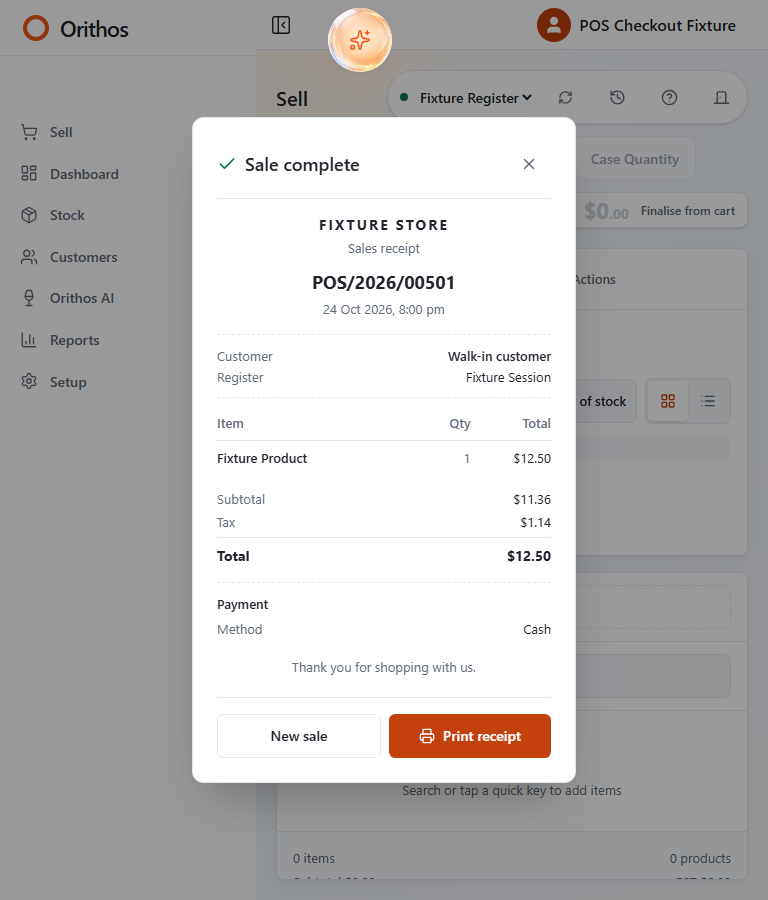 Orithos
POS Checkout Fixture
Sell
Fixture Register
Sell
Dashboard
Stock
Customers
Orithos AI
Reports
Setup
Case Quantity
$0.00 Finalise from cart
Actions
of stock
Sale complete
FIXTURE STORE
Sales receipt
POS/2026/00501
24 Oct 2026, 8:00 pm
Customer Walk-in customer
Register Fixture Session
Item Qty Total
Fixture Product 1 $12.50
Subtotal $11.36
Tax $1.14
Total $12.50
Payment
Method Cash
Thank you for shopping with us.
New sale Print receipt
Search or tap a quick key to add items
0 items 0 products